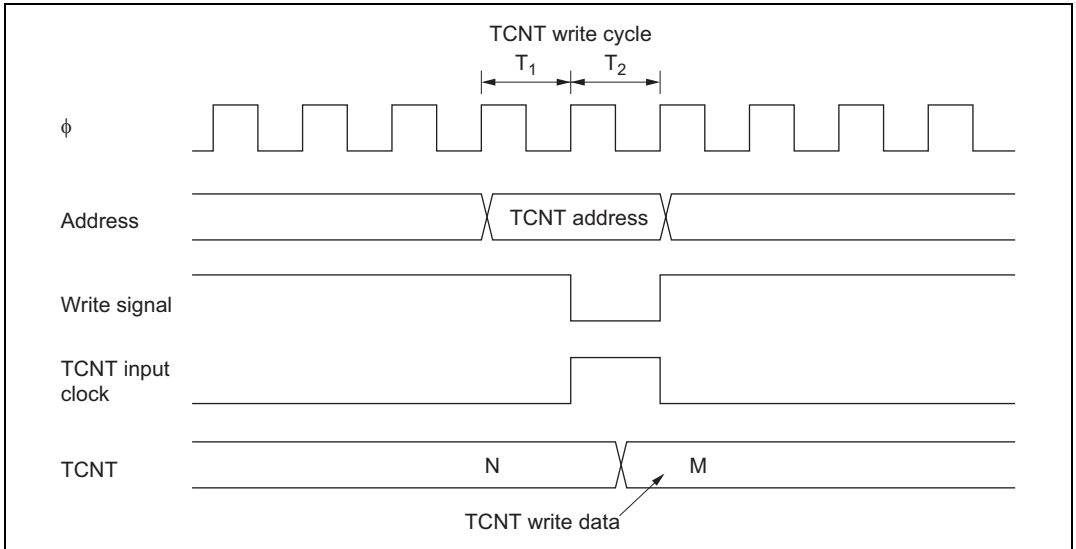 TCNT write cycle
T1 T2
ϕ
Address
TCNT address
Write signal
TCNT input
clock
TCNT
N
M
TCNT write data